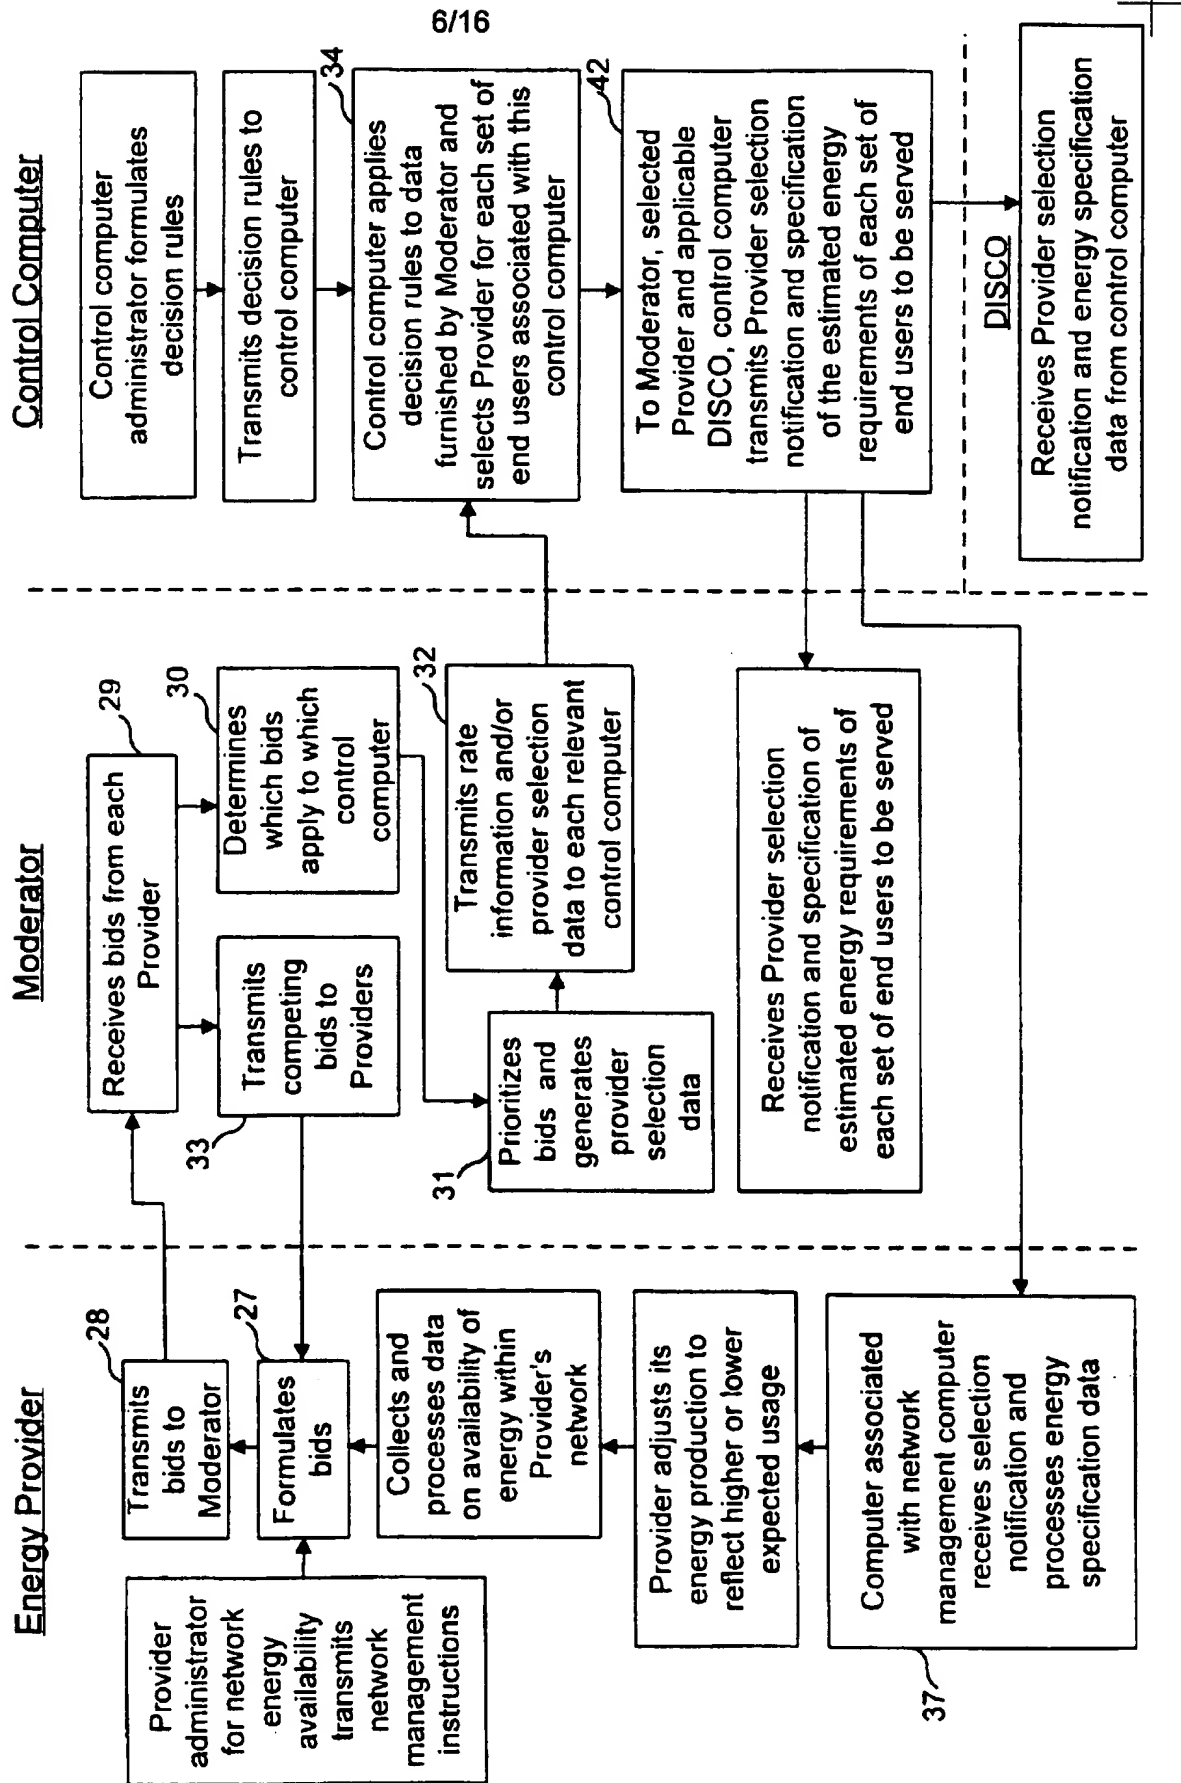 6/16
Energy Provider
Provider
administrator
for network
energy
availability
transmits
network
management
instructions
28
Transmits
bids to
Moderator
27
Formulates
bids
Collects and
processes data
on availability of
energy within
Provider's
network
Provider adjusts its
energy production to
reflect higher or lower
expected usage
Computer associated
with network
management computer
receives selection
notification and
processes energy
specification data
37
Moderator
29
Receives bids from each
Provider
33
Transmits
competing
bids to
Providers
30
Determines
which bids
apply to which
control
computer
31
Prioritizes
bids and
generates
provider
selection
data
32
Transmits rate
information and/or
provider selection
data to each relevant
control computer
Receives Provider selection
notification and specification of
estimated energy requirements of
each set of end users to be served
Control Computer
Control computer
administrator formulates
decision rules
Transmits decision rules to
control computer
34
Control computer applies
decision rules to data
furnished by Moderator and
selects Provider for each set of
end users associated with this
control computer
42
To Moderator, selected
Provider and applicable
DISCO, control computer
transmits Provider selection
notification and specification
of the estimated energy
requirements of each set of
end users to be served
DISCO
Receives Provider selection
notification and energy specification
data from control computer